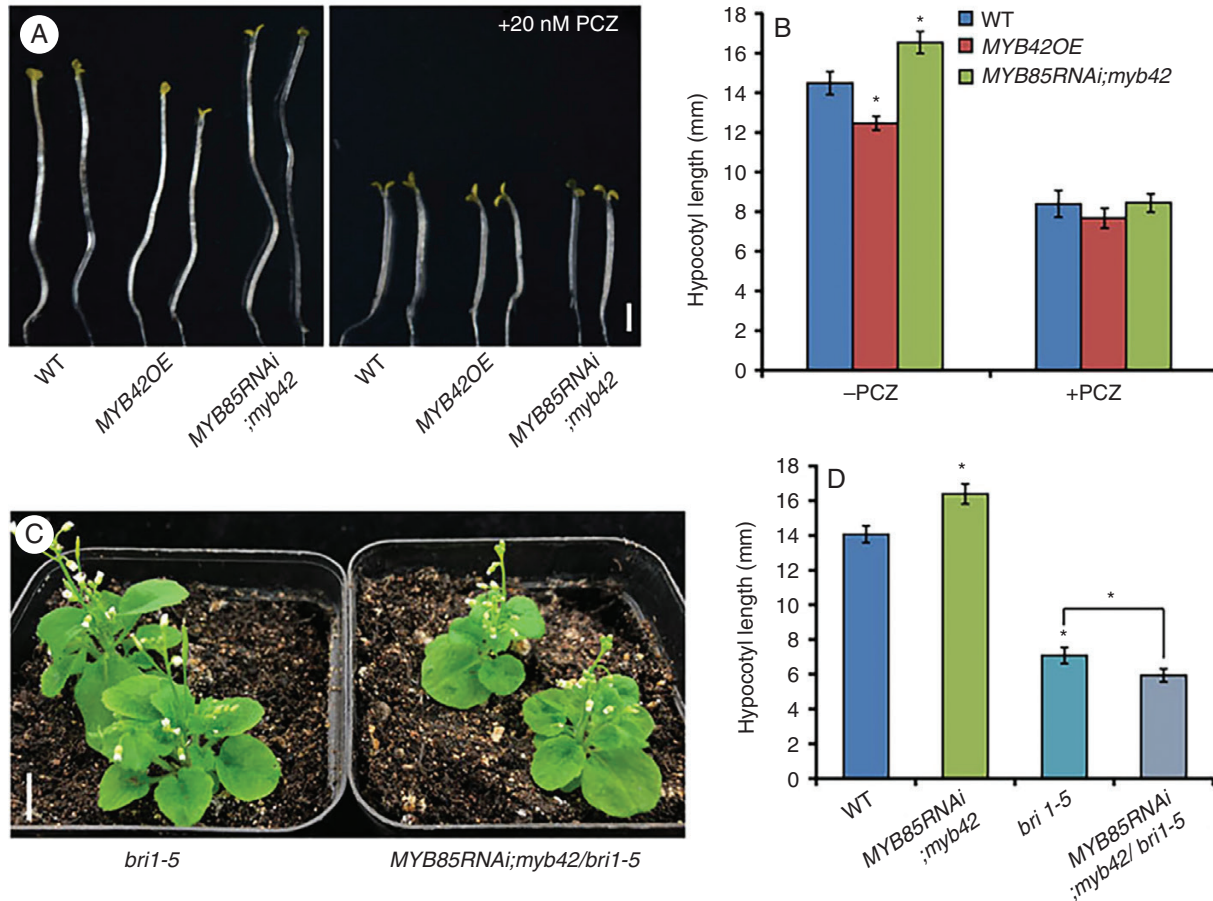 A
+20 nM PCZ
WT
MYB42OE
MYB85RNAi
;myb42
WT
MYB42OE
MYB85RNAi
;myb42
B
Hypocotyl length (mm)
18
16
14
12
10
8
6
4
2
0
WT
MYB42OE
MYB85RNAi;myb42
*
*
–PCZ
+PCZ
C
bri1-5
MYB85RNAi;myb42/bri1-5
D
Hypocotyl length (mm)
18
16
14
12
10
8
6
4
2
0
*
*
*
WT
MYB85RNAi
;myb42
bri 1-5
MYB85RNAi
;myb42/ bri1-5